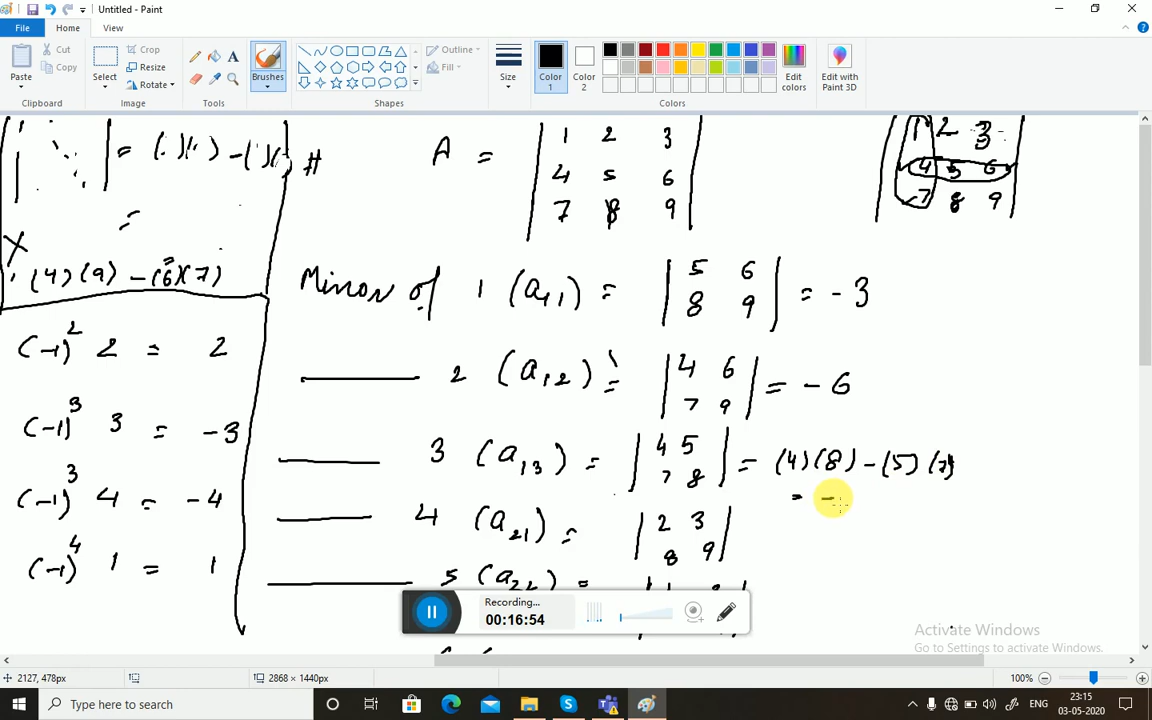 Untitled - Paint
File Home View
Paste Cut Copy Select Crop Resize Rotate Brushes Outline Fill Size Color 1 Color 2 Edit colors Edit with Paint 3D
Clipboard Image Tools Shapes Colors
= ( )( ) - ( )( ) #
=
(4)(9) - (6)(7)
(-1)^2 2 = 2
(-1)^3 3 = -3
(-1)^3 4 = -4
(-1)^4 1 = 1
A = | 1 2 3 |
4 5 6
7 8 9
1 2 3
4 5 6
7 8 9
Minor of 1 (a11) = | 5 6 | = - 3
8 9
2 (a12) = | 4 6 | = - 6
7 9
3 (a13) = | 4 5 | = (4)(8) - (5)(7)
7 8
= -
4 (a21) = | 2 3 |
8 9
5 (a22) =
Recording...
00:16:54
Activate Windows
Go to Settings to activate Windows.
2127, 478px 2868 × 1440px 100%
Type here to search
ENG 23:15 03-05-2020